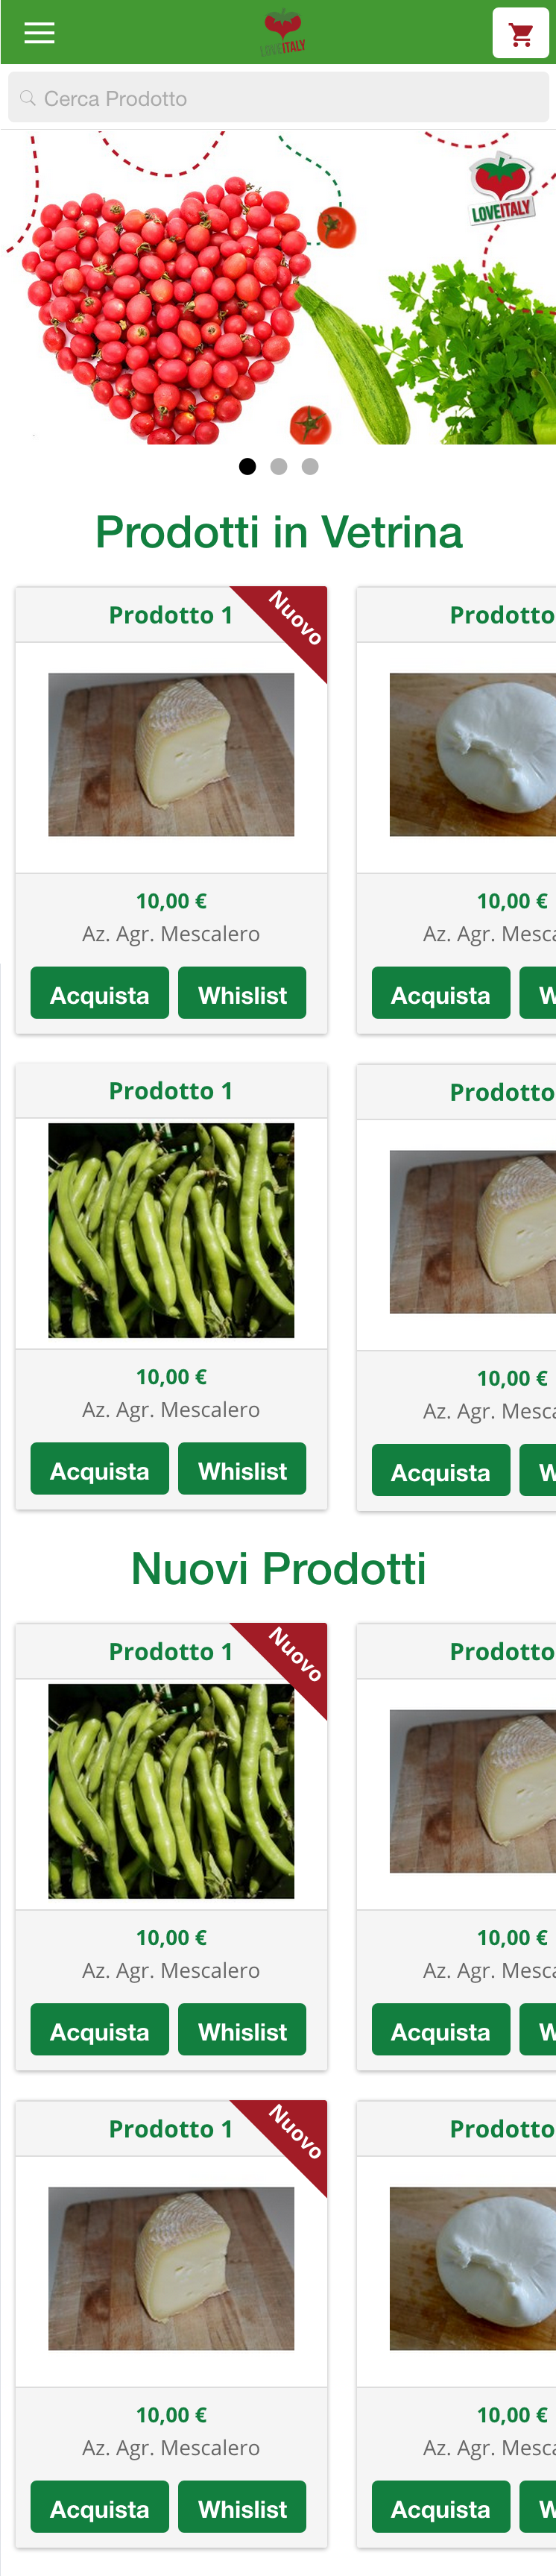 LOVEITALY
Cerca Prodotto
LOVEITALY
Prodotti in Vetrina
Prodotto 1
Nuovo
Prodotto
10,00 €
10,00 €
Az. Agr. Mescalero
Az. Agr. Mesca
Acquista
Whislist
Acquista
W
Prodotto 1
Prodotto
10,00 €
10,00 €
Az. Agr. Mescalero
Az. Agr. Mesca
Acquista
Whislist
Acquista
W
Nuovi Prodotti
Prodotto 1
Nuovo
Prodotto
10,00 €
10,00 €
Az. Agr. Mescalero
Az. Agr. Mesca
Acquista
Whislist
Acquista
W
Prodotto 1
Nuovo
Prodotto
10,00 €
10,00 €
Az. Agr. Mescalero
Az. Agr. Mesca
Acquista
Whislist
Acquista
W